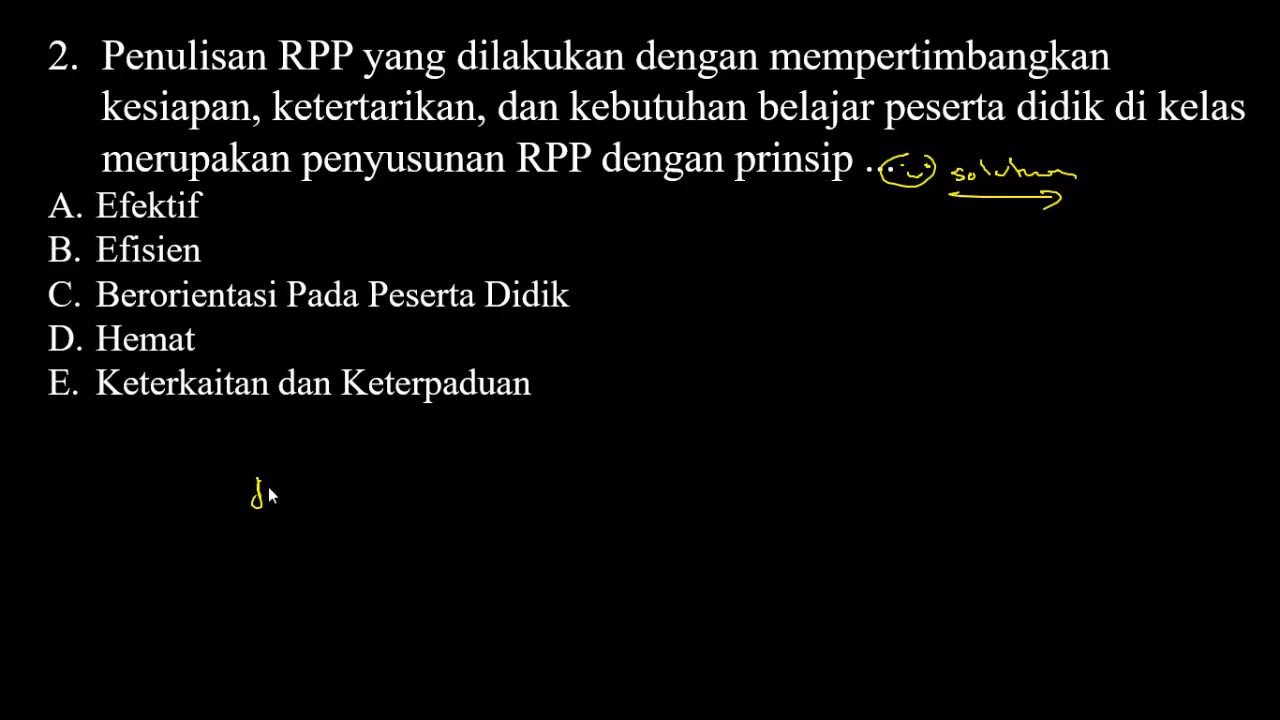 2. Penulisan RPP yang dilakukan dengan mempertimbangkan
kesiapan, ketertarikan, dan kebutuhan belajar peserta didik di kelas
merupakan penyusunan RPP dengan prinsip ...
A. Efektif
B. Efisien
C. Berorientasi Pada Peserta Didik
D. Hemat
E. Keterkaitan dan Keterpaduan